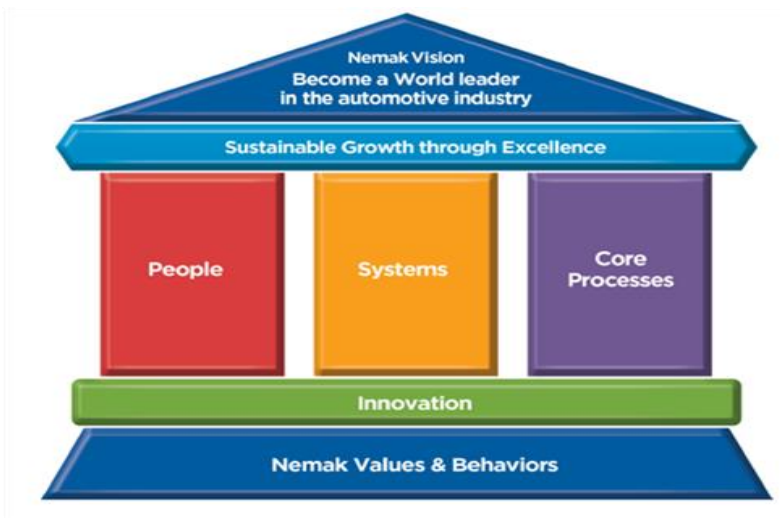 Nemak Vision
Become a World leader
in the automotive industry
Sustainable Growth through Excellence
People
Systems
Core
Processes
Innovation
Nemak Values & Behaviors